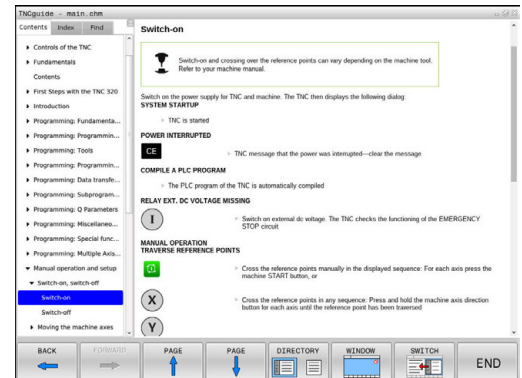 TNCguide - main.chm
Contents Index Find
Controls of the TNC
Fundamentals
Contents
First Steps with the TNC 320
Introduction
Programming: Fundamenta...
Programming: Programmin...
Programming: Tools
Programming: Programmin...
Programming: Data transfe...
Programming: Subprogram...
Programming: Q Parameters
Programming: Miscellaneo...
Programming: Special func...
Programming: Multiple Axis...
Manual operation and setup
Switch-on, switch-off
Switch-on
Switch-off
Moving the machine axes
Switch-on
Switch-on and crossing over the reference points can vary depending on the machine tool.
Refer to your machine manual.
Switch on the power supply for TNC and machine. The TNC then displays the following dialog:
SYSTEM STARTUP
TNC is started
POWER INTERRUPTED
CE
TNC message that the power was interrupted—clear the message
COMPILE A PLC PROGRAM
The PLC program of the TNC is automatically compiled
RELAY EXT. DC VOLTAGE MISSING
I
Switch on external dc voltage. The TNC checks the functioning of the EMERGENCY
STOP circuit
MANUAL OPERATION
TRAVERSE REFERENCE POINTS
Cross the reference points manually in the displayed sequence: For each axis press the
machine START button, or
X
Cross the reference points in any sequence: Press and hold the machine axis direction
button for each axis until the reference point has been traversed
Y
BACK FORWARD PAGE PAGE DIRECTORY WINDOW SWITCH END